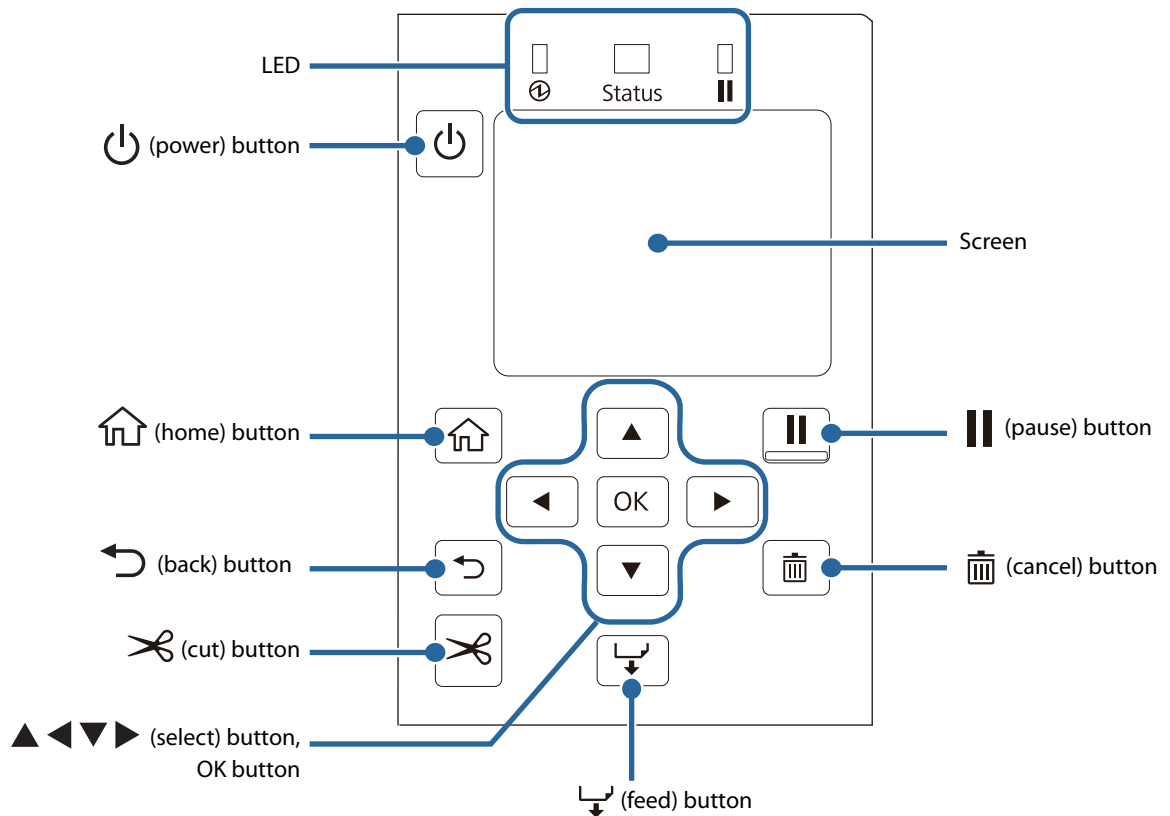 LED
Status
(power) button
Screen
(home) button
(pause) button
OK
(back) button
(cancel) button
(cut) button
(select) button,
OK button
(feed) button